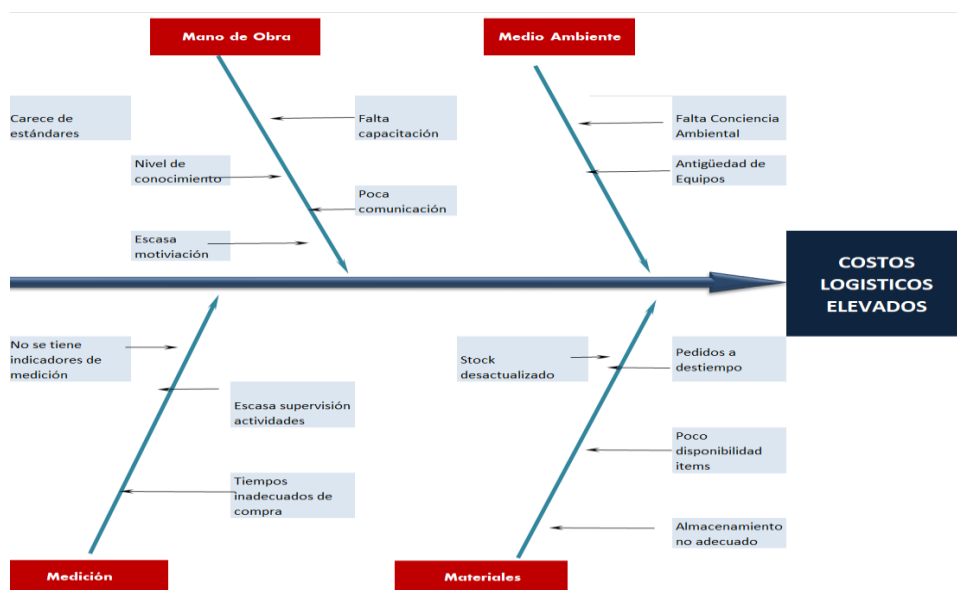 Mano de Obra
Medio Ambiente
Carece de
estándares
Falta
capacitación
Falta Conciencia
Ambiental
Nivel de
conocimiento
Antigüedad de
Equipos
Poca
comunicación
Escasa
motiviación
COSTOS
LOGISTICOS
ELEVADOS
No se tiene
indicadores de
medición
Stock
desactualizado
Pedidos a
destiempo
Escasa supervisión
actividades
Poco
disponibilidad
items
Tiempos
inadecuados de
compra
Almacenamiento
no adecuado
Medición
Materiales